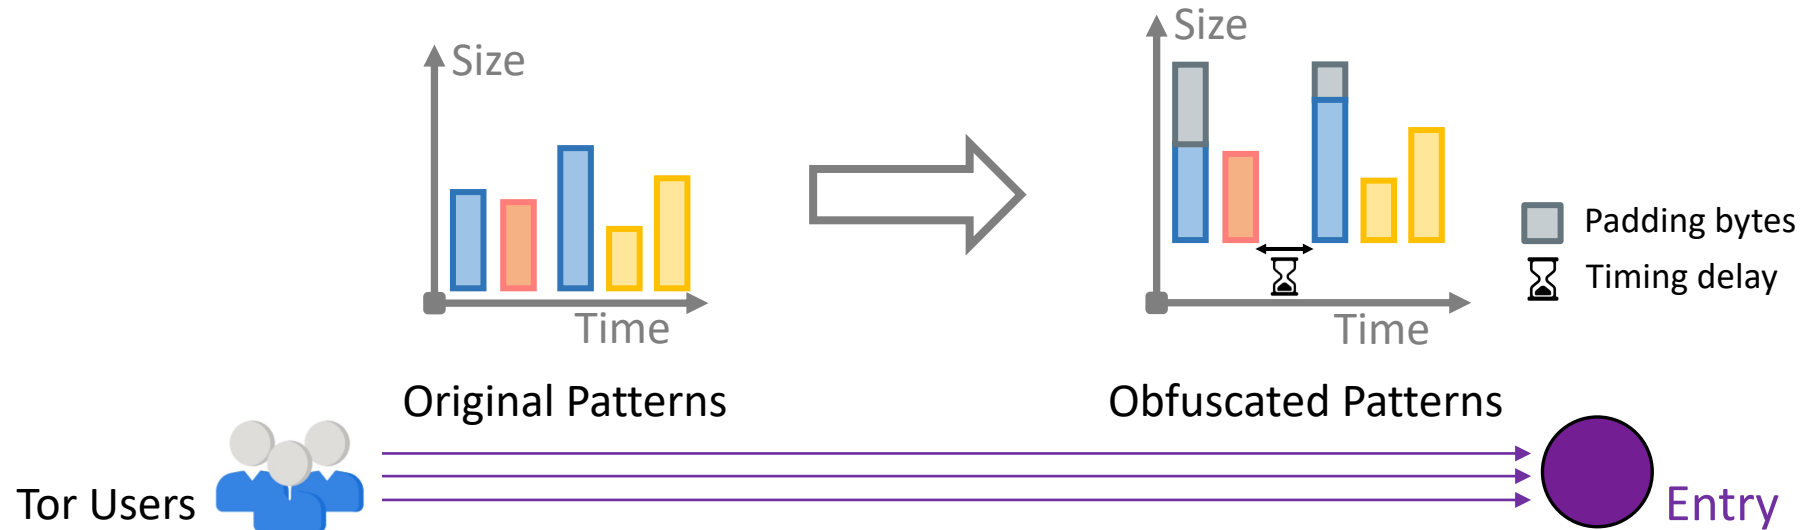 Size
Time
Original Patterns
Size
Time
Obfuscated Patterns
Padding bytes
Timing delay
Tor Users
Entry